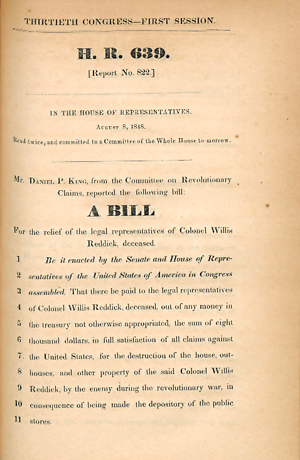 THIRTIETH CONGRESS—FIRST SESSION.
H. R. 639.
[Report No. 822.]
IN THE HOUSE OF REPRESENTATIVES.
August 8, 1848.
Read twice, and committed to a Committee of the Whole House to-morrow.
Mr. Daniel P. King, from the Committee on Revolutionary
Claims, reported the following bill:
A BILL
For the relief of the legal representatives of Colonel Willis
Reddick, deceased.
1 Be it enacted by the Senate and House of Repre-
2 sentatives of the United States of America in Congress
3 assembled. That there be paid to the legal representatives
4 of Colonel Willis Reddick, deceased, out of any money in
5 the treasury not otherwise appropriated, the sum of eight
6 thousand dollars, in full satisfaction of all claims against
7 the United States, for the destruction of the house, out-
8 houses, and other property of the said Colonel Willis
9 Reddick, by the enemy during the revolutionary war, in
10 consequence of being made the depository of the public
11 stores.